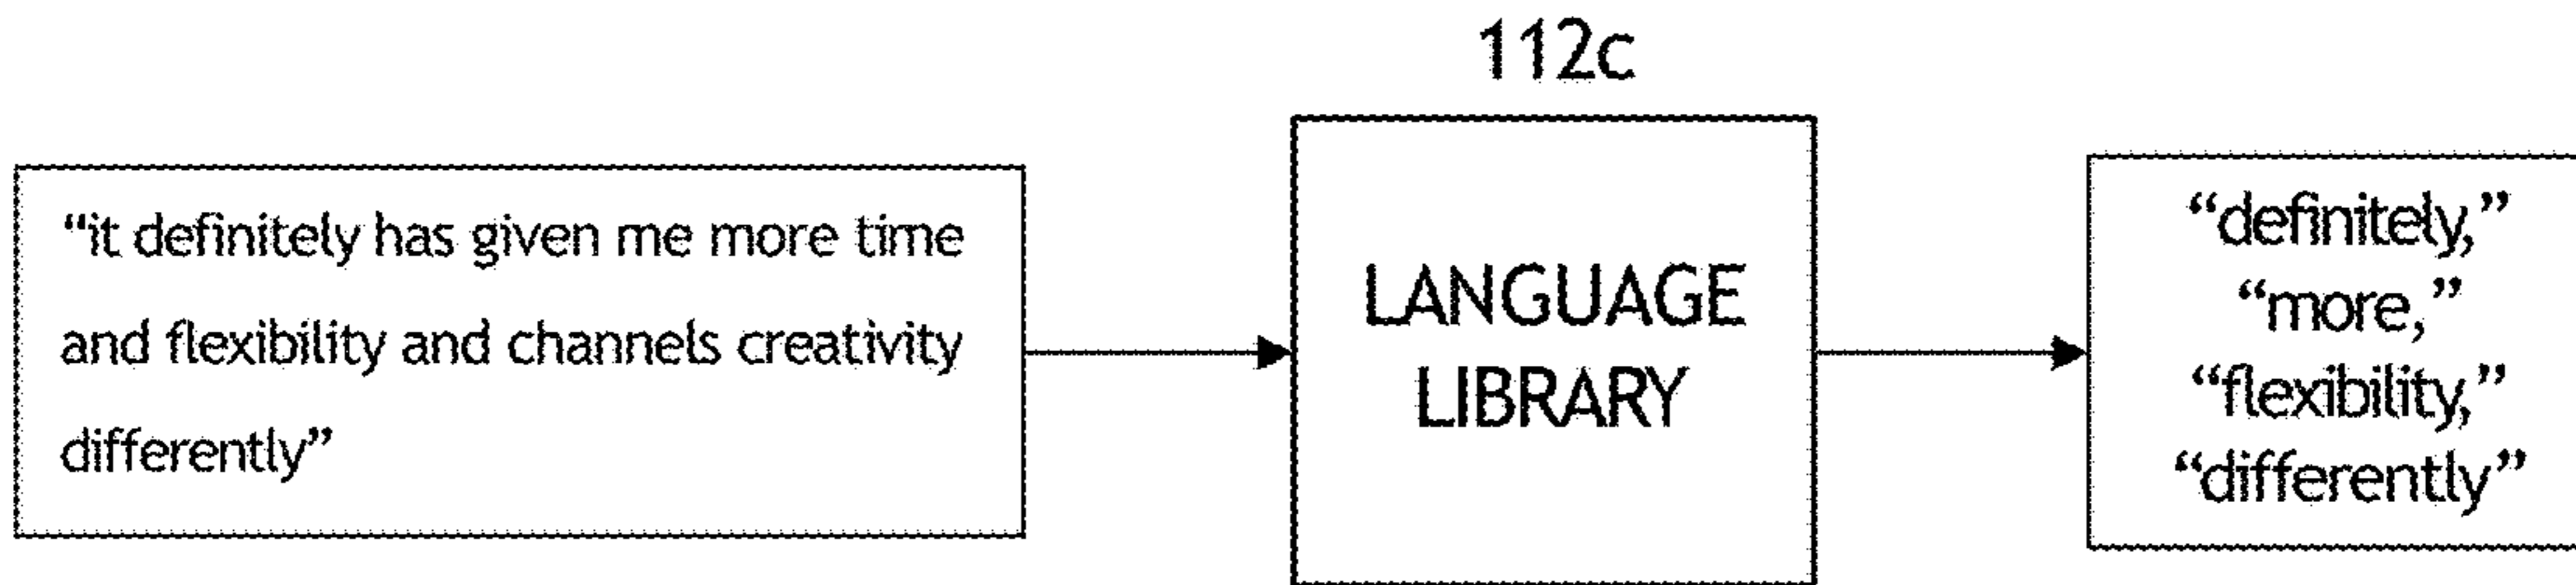 112c
“it definitely has given me more time
and flexibility and channels creativity
differently”
LANGUAGE
LIBRARY
“definitely,”
“more,”
“flexibility,”
“differently”